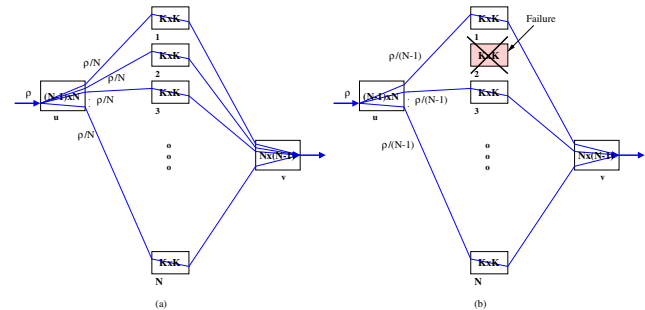 KxK
1
KxK
2
KxK
3
ρ/N
ρ/N
ρ/N
ρ/N
ρ
(N-1)xN
u
o
o
o
Nx(N-1)
v
KxK
N
(a)
Failure
KxK
1
KxK
2
KxK
3
ρ/(N-1)
ρ/(N-1)
ρ/(N-1)
ρ
(N-1)xN
u
o
o
o
Nx(N-1)
v
KxK
N
(b)